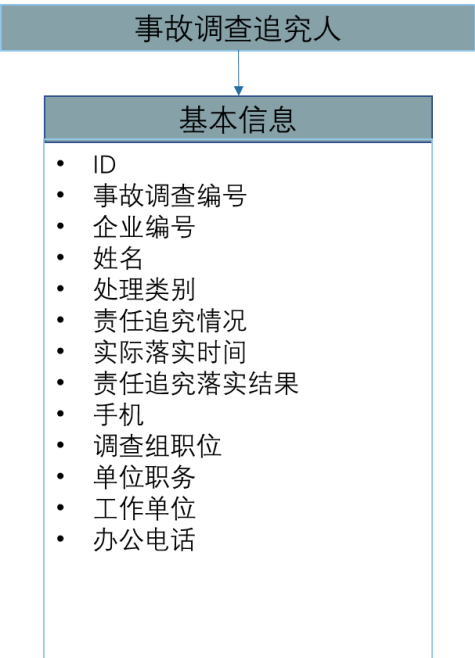 事故调查追究人
基本信息
• ID
• 事故调查编号
• 企业编号
• 姓名
• 处理类别
• 责任追究情况
• 实际落实时间
• 责任追究落实结果
• 手机
• 调查组职位
• 单位职务
• 工作单位
• 办公电话